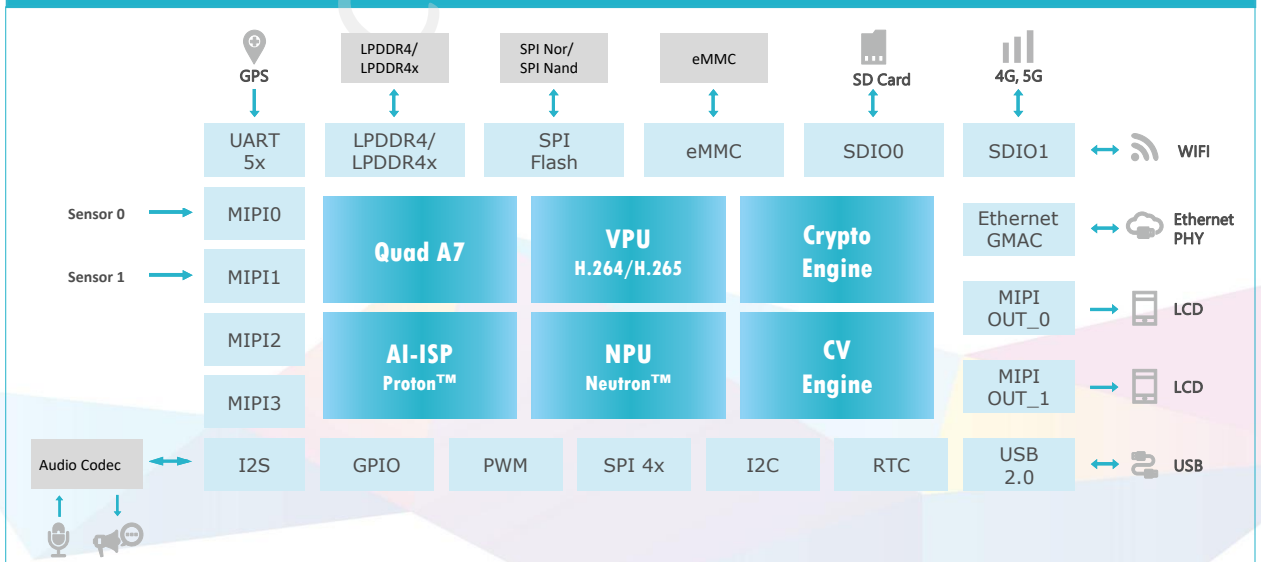 GPS
LPDDR4/
LPDDR4x
SPI Nor/
SPI Nand
eMMC
SD Card
4G, 5G
UART
5x
LPDDR4/
LPDDR4x
SPI
Flash
eMMC
SDIO0
SDIO1
WIFI
Sensor 0
MIPI0
Quad A7
VPU
H.264/H.265
Crypto
Engine
Ethernet
GMAC
Ethernet
PHY
Sensor 1
MIPI1
MIPI
OUT_0
LCD
MIPI2
AI-ISP
Proton™
NPU
Neutron™
CV
Engine
MIPI
OUT_1
LCD
MIPI3
Audio Codec
I2S
GPIO
PWM
SPI 4x
I2C
RTC
USB
2.0
USB